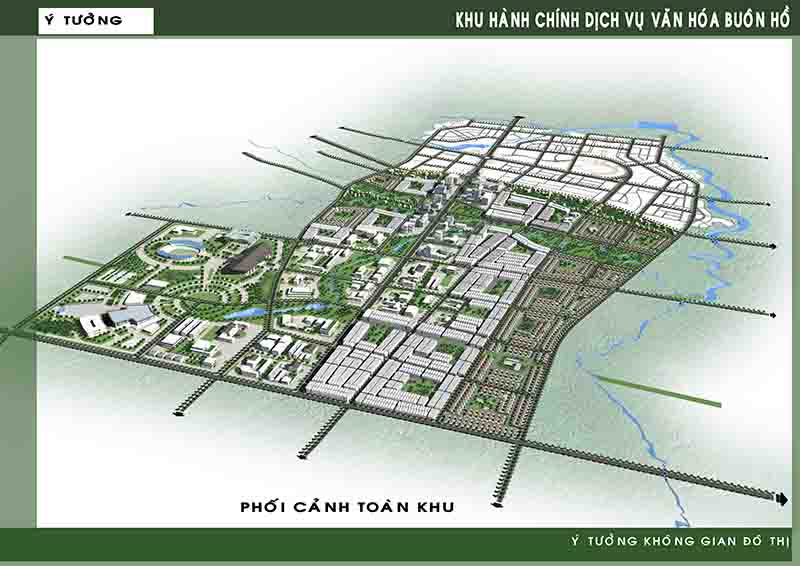 Ý TƯỞNG
KHU HÀNH CHÍNH DỊCH VỤ VĂN HÓA BUÔN HỒ
PHỐI CẢNH TOÀN KHU
Ý TƯỞNG KHÔNG GIAN ĐÔ THỊ